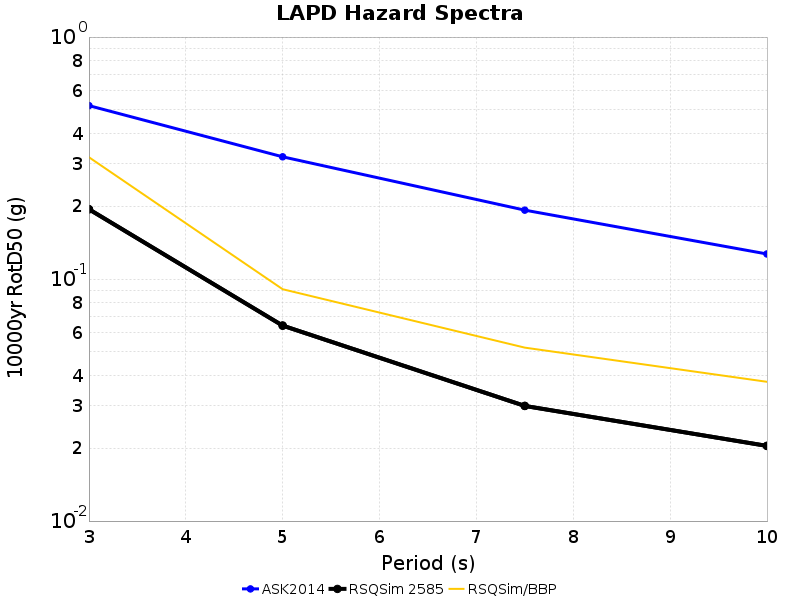 LAPD Hazard Spectra
10000yr RotD50 (g)
10^0
8
6
4
3
2
10^-1
8
6
4
3
2
10^-2
3 4 5 6 7 8 9 10
Period (s)
ASK2014 RSQSim 2585 RSQSim/BBP